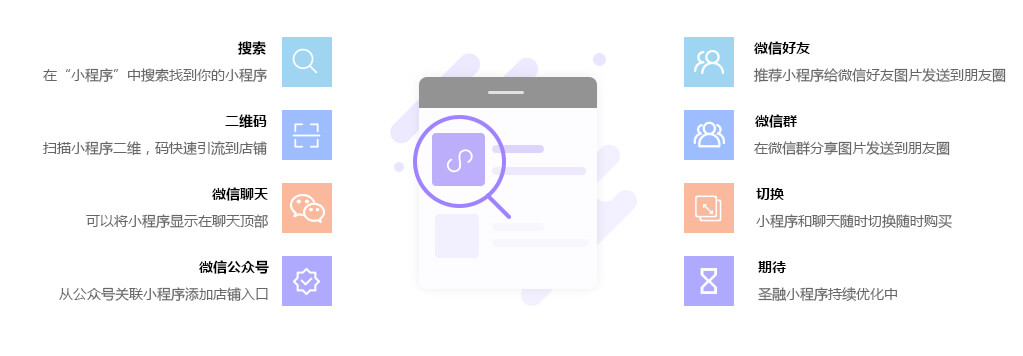 搜索
在“小程序”中搜索找到你的小程序
二维码
扫描小程序二维，码快速引流到店铺
微信聊天
可以将小程序显示在聊天顶部
微信公众号
从公众号关联小程序添加店铺入口
微信好友
推荐小程序给微信好友图片发送到朋友圈
微信群
在微信群分享图片发送到朋友圈
切换
小程序和聊天随时切换随时购买
期待
圣融小程序持续优化中